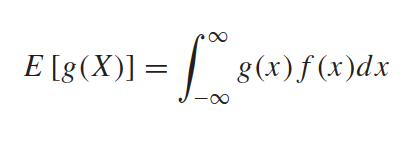 E [g(X)] = ∫_{-∞}^{∞} g(x) f(x)dx